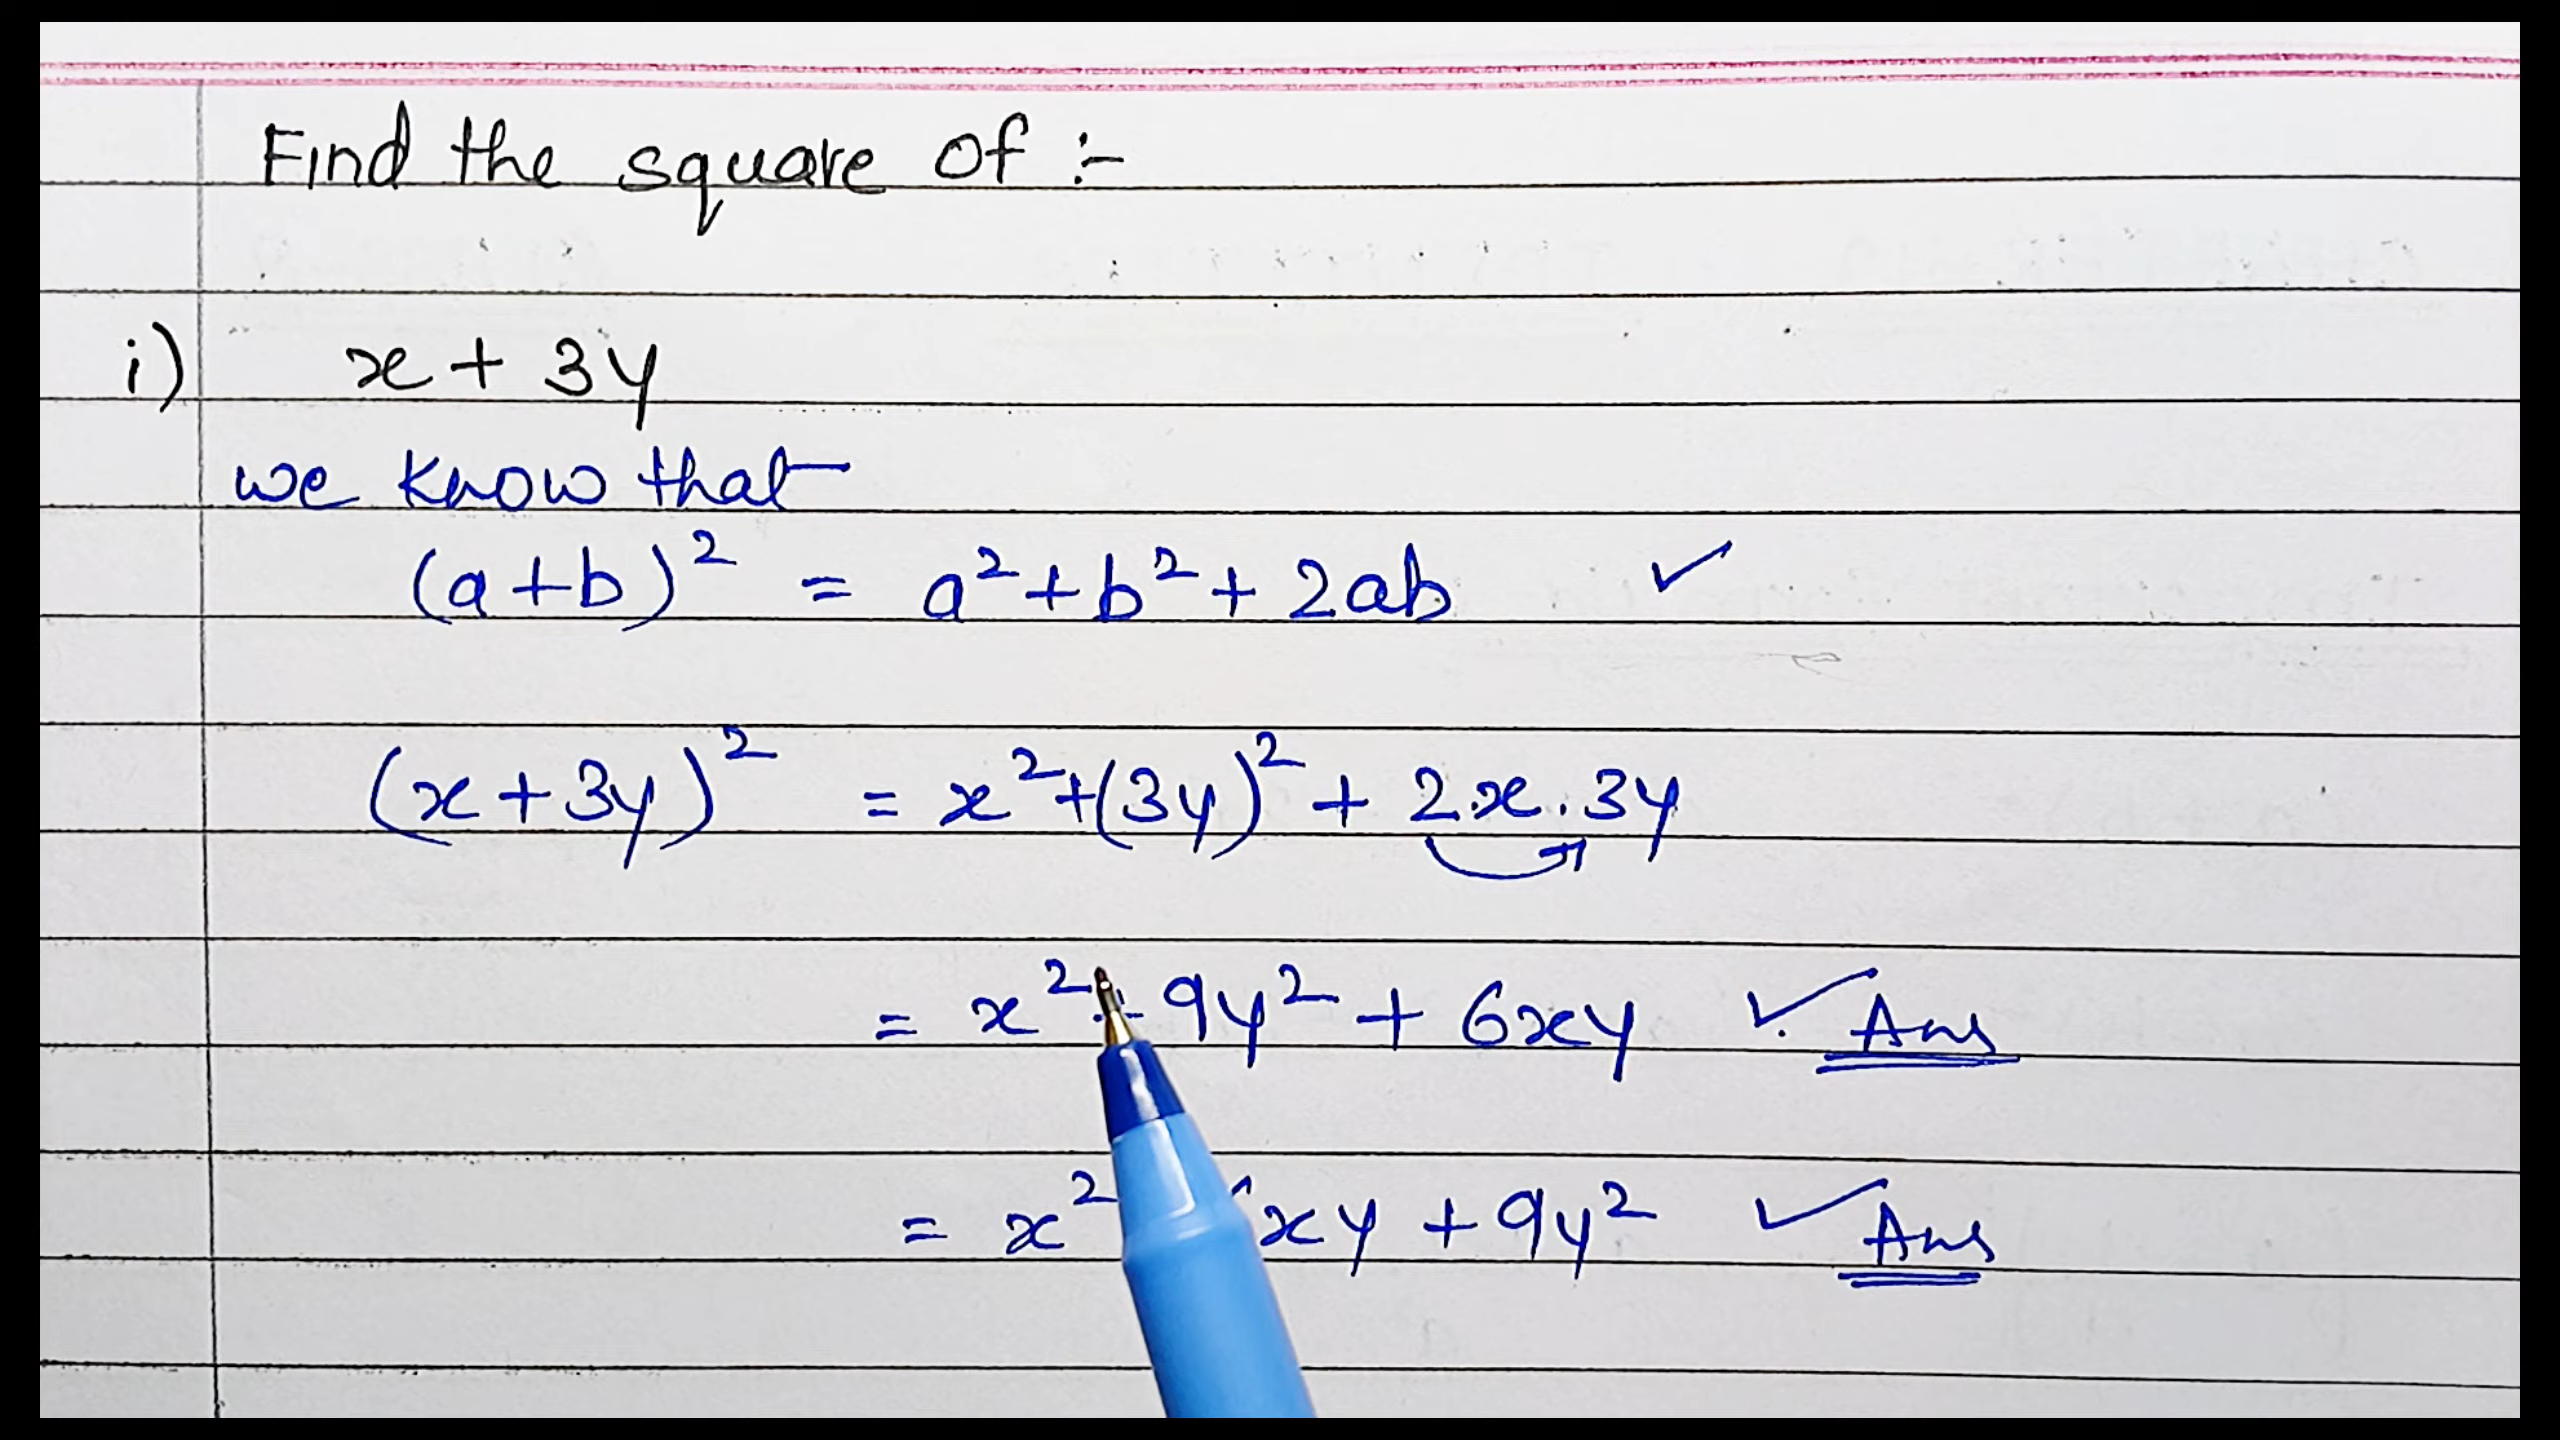 Find the square of :-
i) x + 3y
we know that
(a+b)² = a²+b²+2ab ✓
(x+3y)² = x²+(3y)²+2.x.3y
= x²+9y²+6xy ✓ Ans
= x² 6xy+9y² ✓ Ans